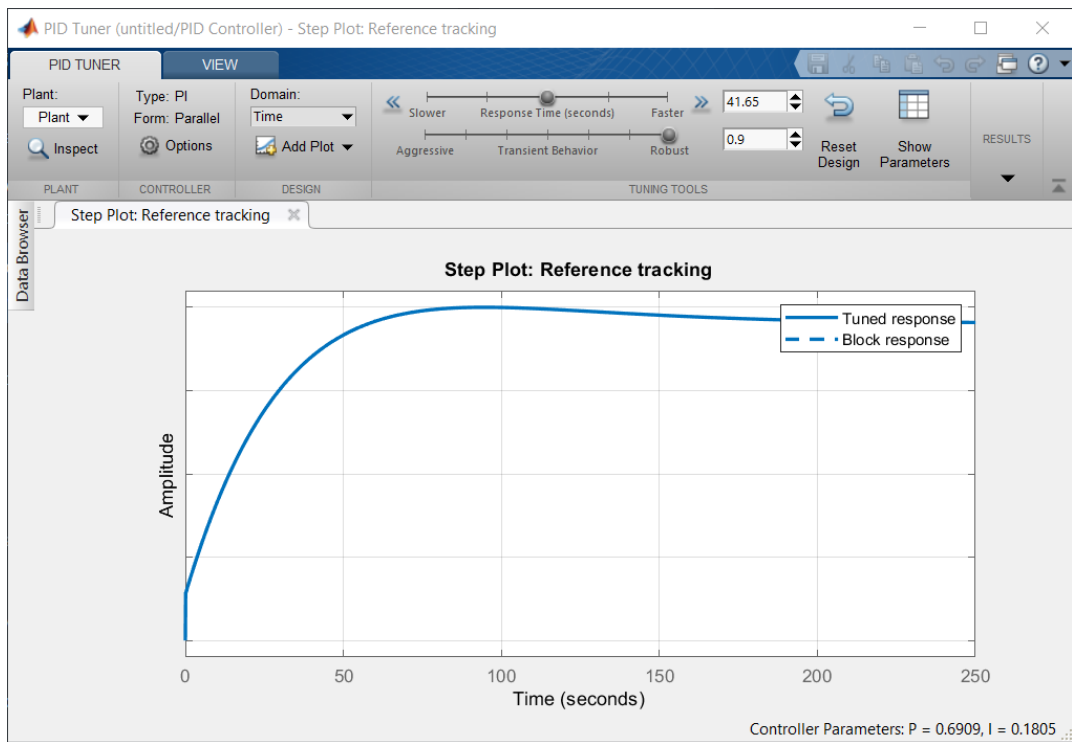 PID Tuner (untitled/PID Controller) - Step Plot: Reference tracking
PID TUNER
VIEW
Plant:
Plant
Inspect
PLANT
Type: PI
Form: Parallel
Options
CONTROLLER
Domain:
Time
Add Plot
DESIGN
Slower Response Time (seconds) Faster
41.65
Aggressive Transient Behavior Robust
0.9
Reset
Design
Show
Parameters
TUNING TOOLS
RESULTS
Data Browser
Step Plot: Reference tracking
Step Plot: Reference tracking
Tuned response
Block response
Amplitude
0 50 100 150 200 250
Time (seconds)
Controller Parameters: P = 0.6909, I = 0.1805